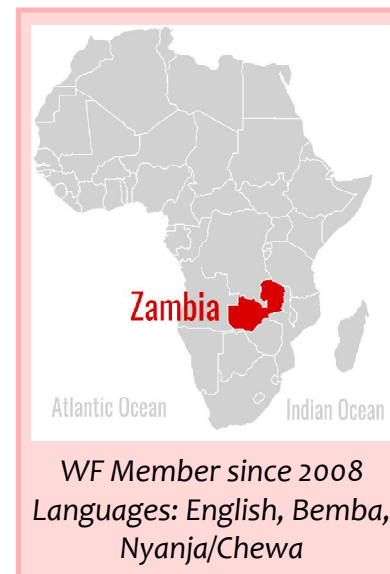 Zambia
Atlantic Ocean
Indian Ocean
WF Member since 2008
Languages: English, Bemba,
Nyanja/Chewa